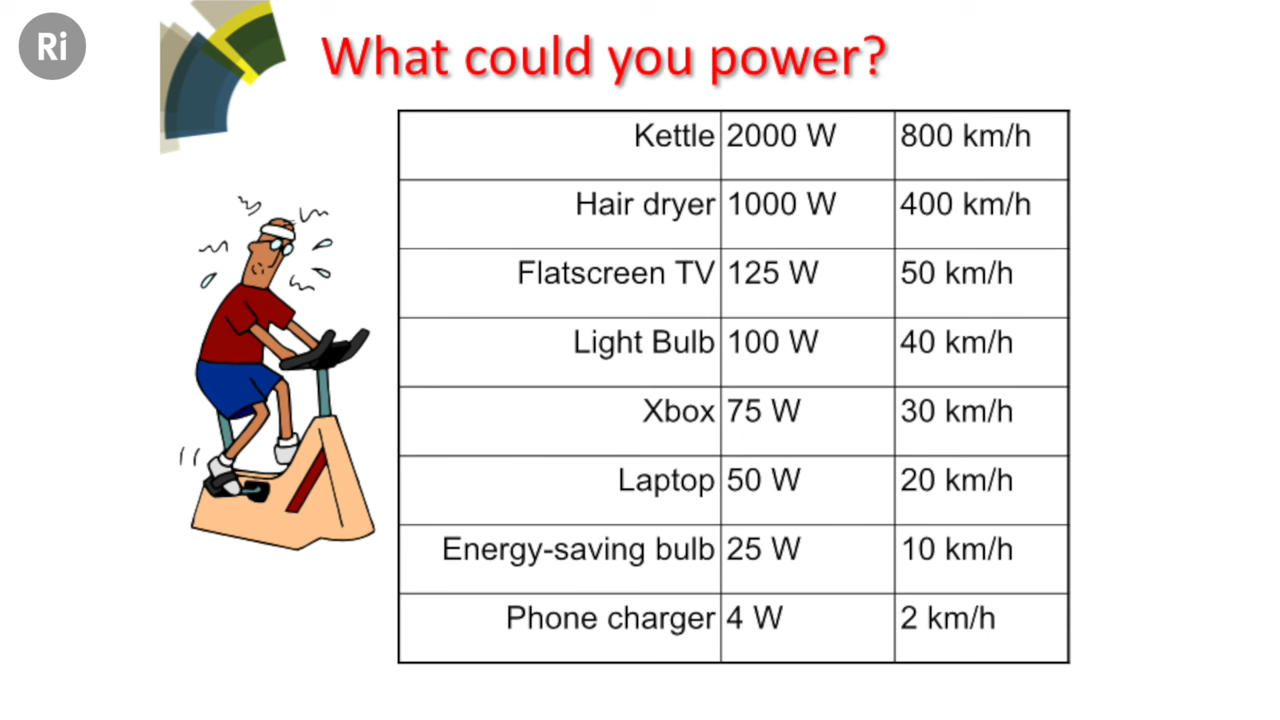 Ri
What could you power?
Kettle 2000 W 800 km/h
Hair dryer 1000 W 400 km/h
Flatscreen TV 125 W 50 km/h
Light Bulb 100 W 40 km/h
Xbox 75 W 30 km/h
Laptop 50 W 20 km/h
Energy-saving bulb 25 W 10 km/h
Phone charger 4 W 2 km/h